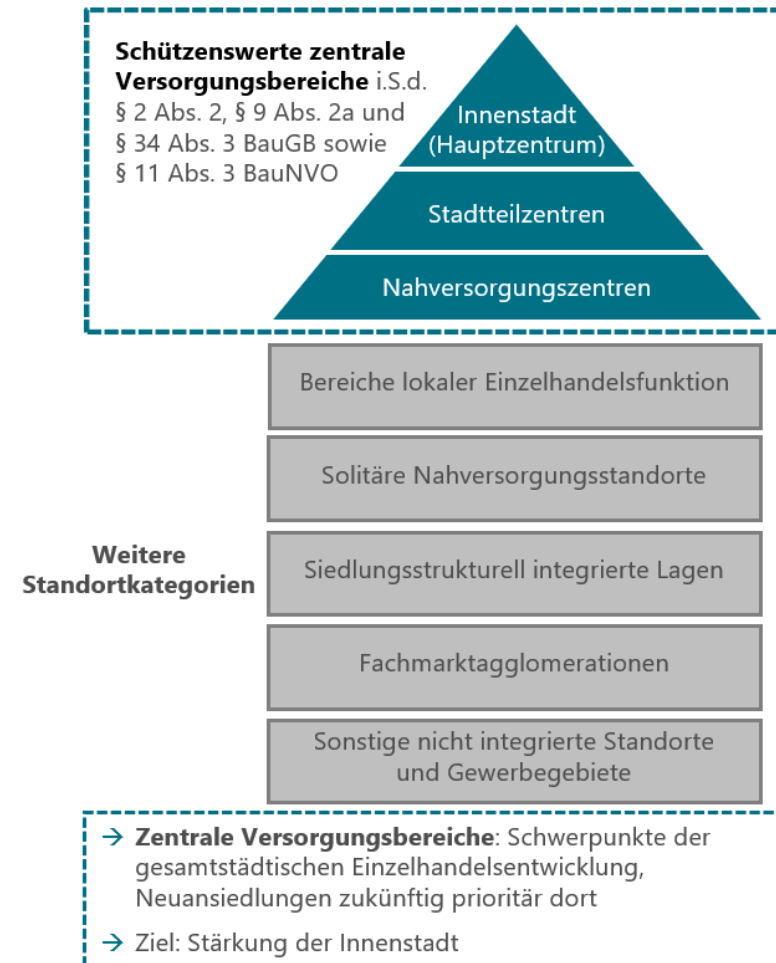 Schützenswerte zentrale
Versorgungsbereiche i.S.d.
§ 2 Abs. 2, § 9 Abs. 2a und
§ 34 Abs. 3 BauGB sowie
§ 11 Abs. 3 BauNVO
Innenstadt
(Hauptzentrum)
Stadtteilzentren
Nahversorgungszentren
Bereiche lokaler Einzelhandelsfunktion
Solitäre Nahversorgungsstandorte
Weitere
Standortkategorien
Siedlungsstrukturell integrierte Lagen
Fachmarktagglomerationen
Sonstige nicht integrierte Standorte
und Gewerbegebiete
→ Zentrale Versorgungsbereiche: Schwerpunkte der
gesamtstädtischen Einzelhandelsentwicklung,
Neuansiedlungen zukünftig prioritär dort
→ Ziel: Stärkung der Innenstadt